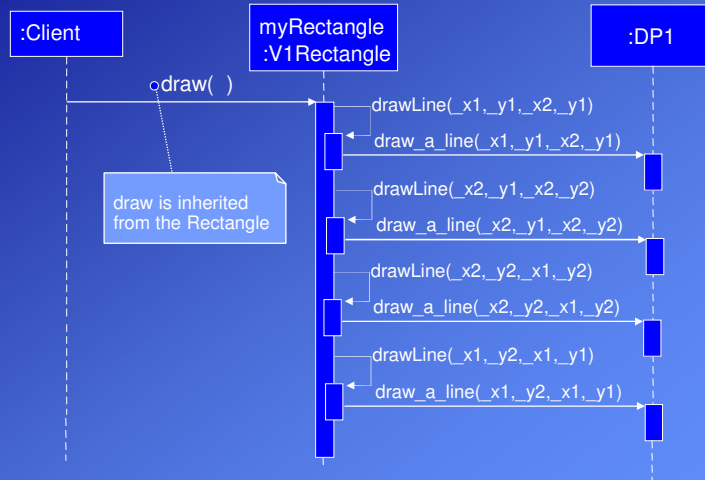 :Client
myRectangle
:V1Rectangle
:DP1
draw( )
drawLine(_x1,_y1,_x2,_y1)
draw_a_line(_x1,_y1,_x2,_y1)
draw is inherited
from the Rectangle
drawLine(_x2,_y1,_x2,_y2)
draw_a_line(_x2,_y1,_x2,_y2)
drawLine(_x2,_y2,_x1,_y2)
draw_a_line(_x2,_y2,_x1,_y2)
drawLine(_x1,_y2,_x1,_y1)
draw_a_line(_x1,_y2,_x1,_y1)